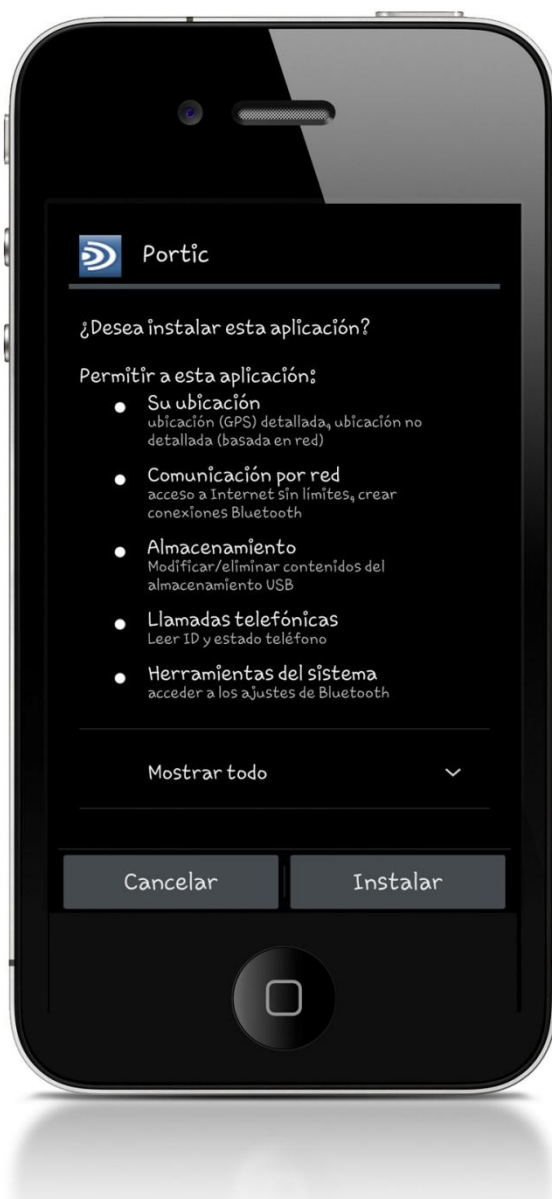 Portic
¿Desea instalar esta aplicación?
Permitir a esta aplicación:
Su ubicación
ubicación (GPS) detallada, ubicación no
detallada (basada en red)
Comunicación por red
acceso a Internet sin límites, crear
conexiones Bluetooth
Almacenamiento
Modificar/eliminar contenidos del
almacenamiento USB
Llamadas telefónicas
Leer ID y estado teléfono
Herramientas del sistema
acceder a los ajustes de Bluetooth
Mostrar todo
Cancelar
Instalar